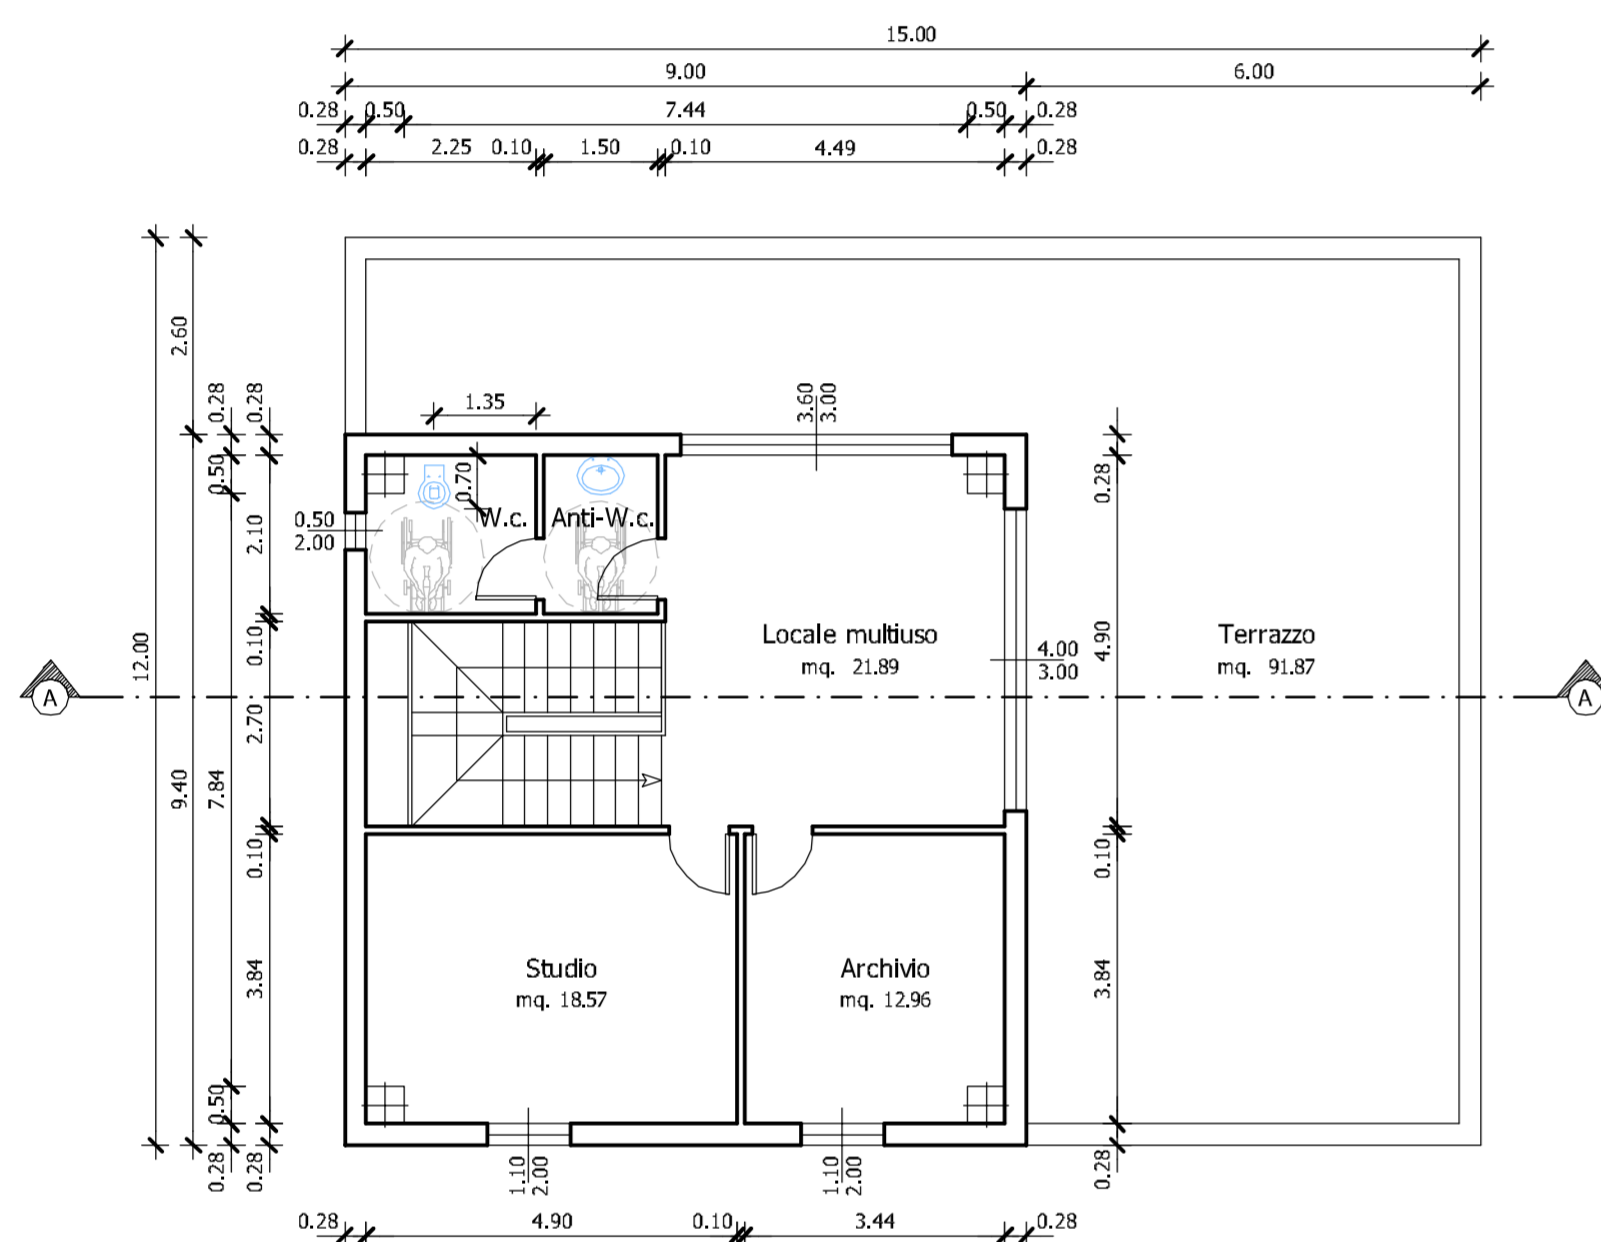 15.00
9.00 6.00
0.28 0.50 7.44 0.50 0.28
0.28 2.25 0.10 1.50 0.10 4.49 0.28
12.00
2.60
9.40
0.28
0.50
7.84
0.50
0.28
0.28
2.10
0.10
2.70
0.10
3.84
0.28
1.35
0.70
0.50
2.00
W.c.
Anti-W.c.
3.60
3.00
Locale multiuso
mq. 21.89
4.00
3.00
0.28
4.90
0.10
3.84
0.28
Terrazzo
mq. 91.87
A
A
Studio
mq. 18.57
Archivio
mq. 12.96
1.10
2.00
1.10
2.00
0.28 4.90 0.10 3.44 0.28